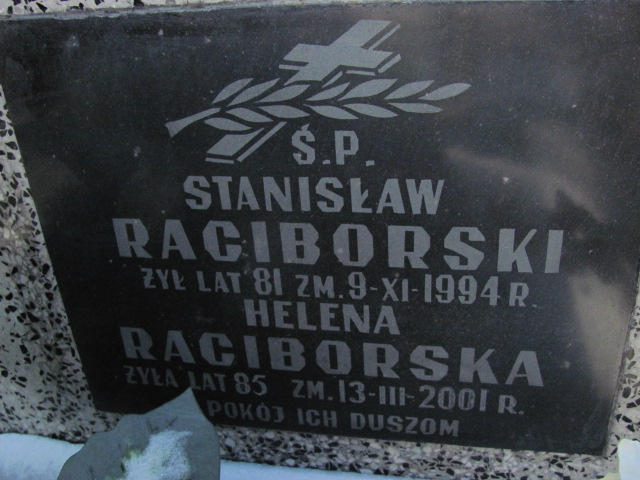 Ś.P.
STANISŁAW
RACIBORSKI
ŻYŁ LAT 81 ZM. 9-XI-1994 R.
HELENA
RACIBORSKA
ŻYŁA LAT 85 ZM. 13-III-2001 R.
POKÓJ ICH DUSZOM